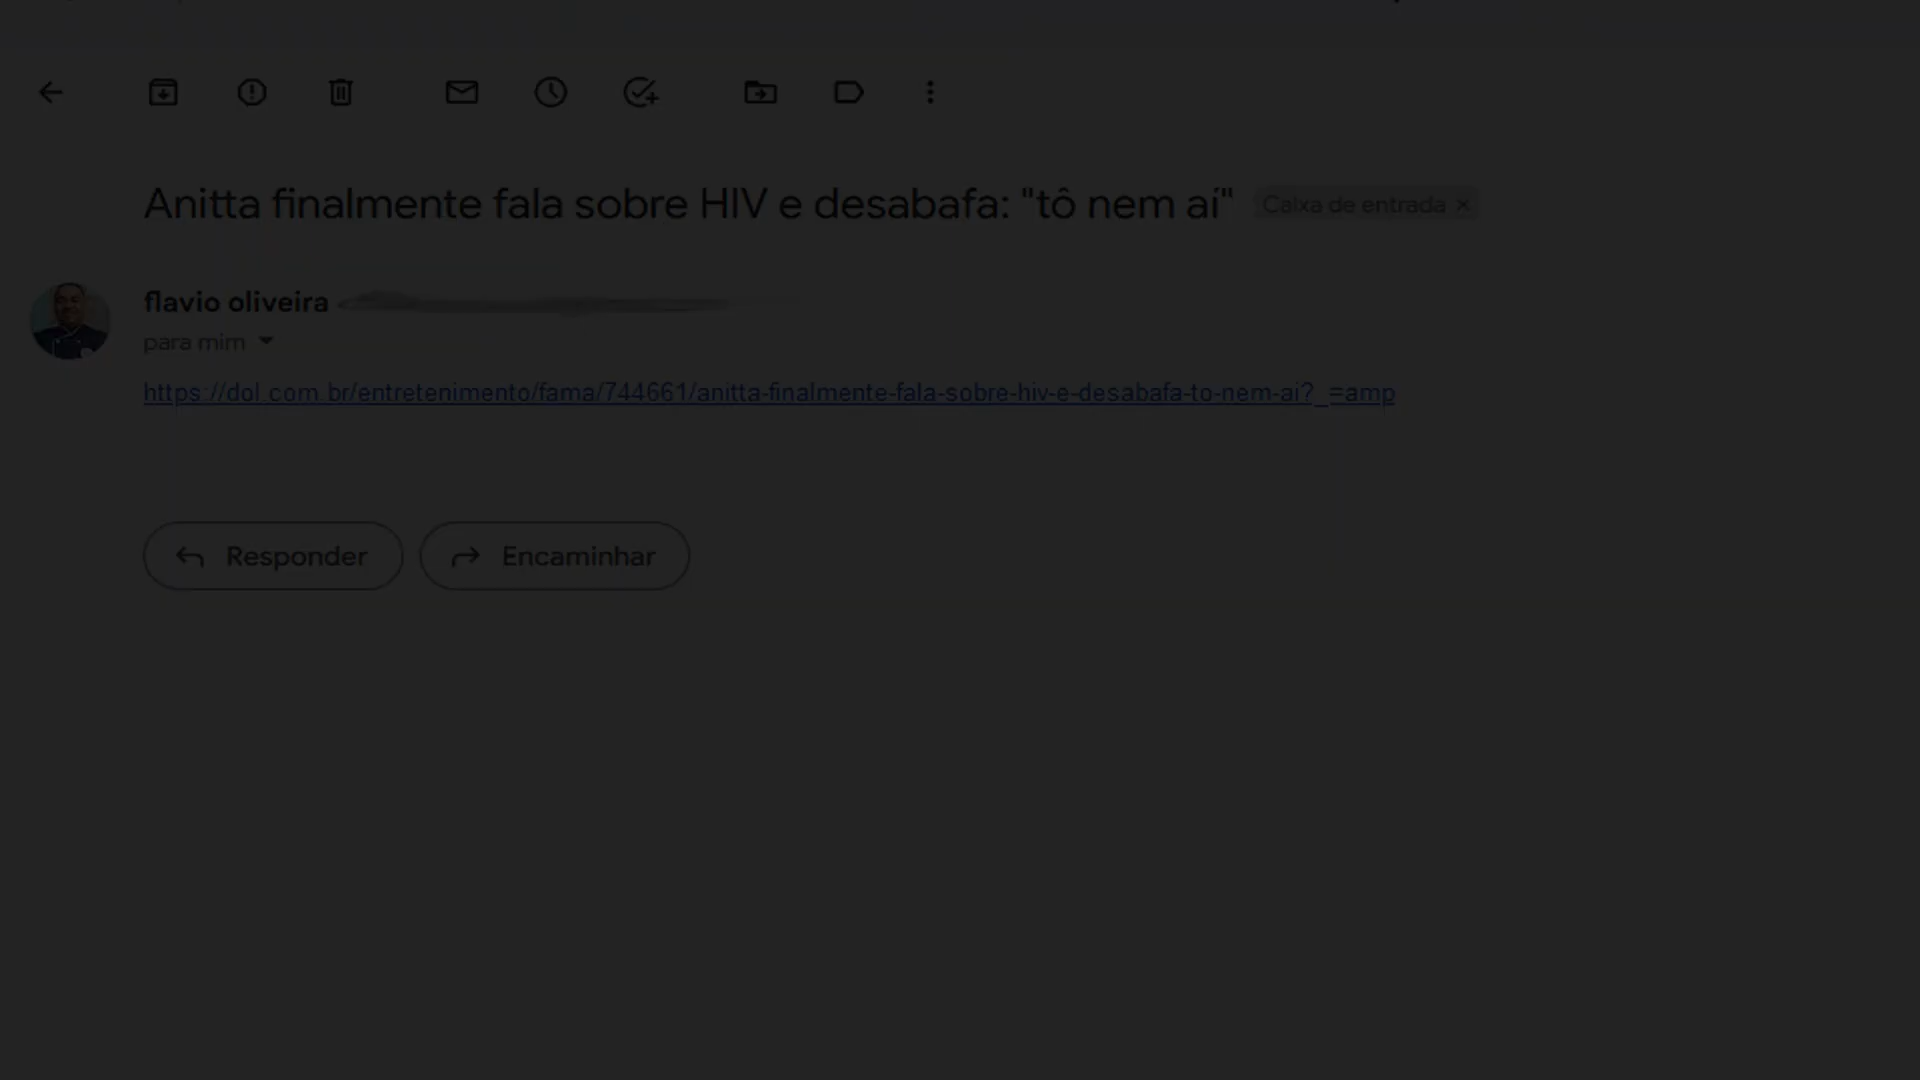 Anitta finalmente fala sobre HIV e desabafa: "tô nem aí" Caixa de entrada ×
flavio oliveira
para mim
https://dol.com.br/entretenimento/fama/744661/anitta-finalmente-fala-sobre-hiv-e-desabafa-to-nem-ai?_=amp
Responder Encaminhar